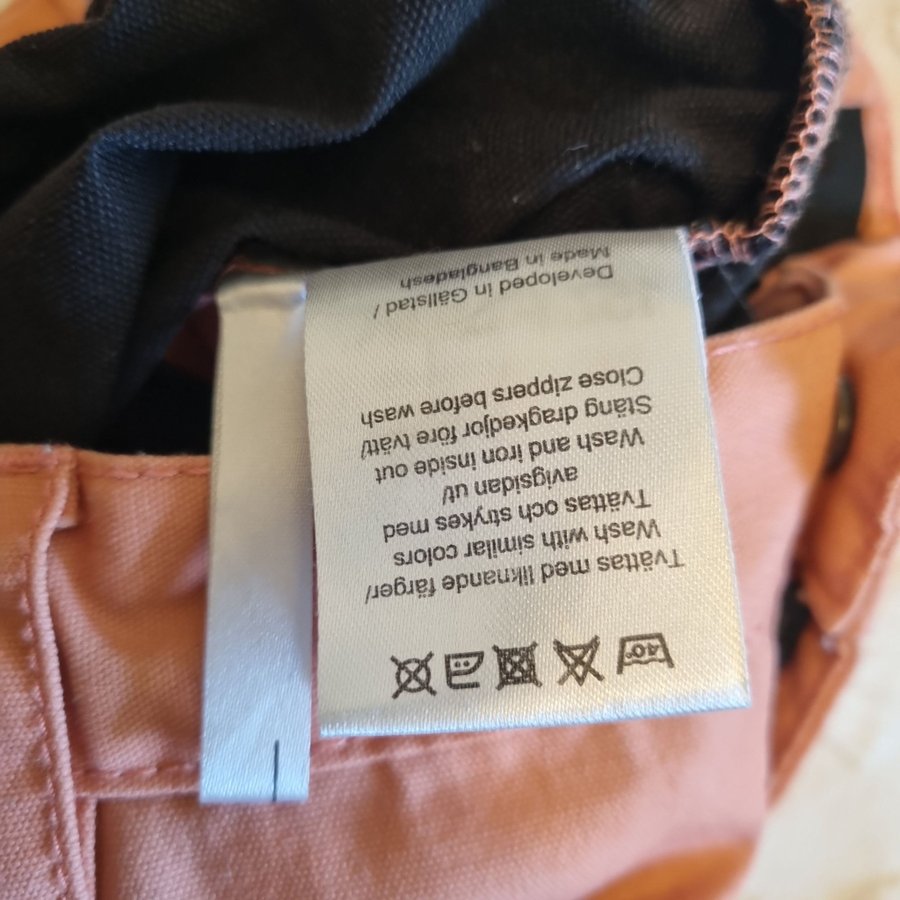 40°
Tvättas med liknande färger/
Wash with similar colors
Tvättas och strykes med
avigsidan ut/
Wash and iron inside out
Stäng dragkedjor före tvätt/
Close zippers before wash
Developed in Gällstad /
Made in Bangladesh